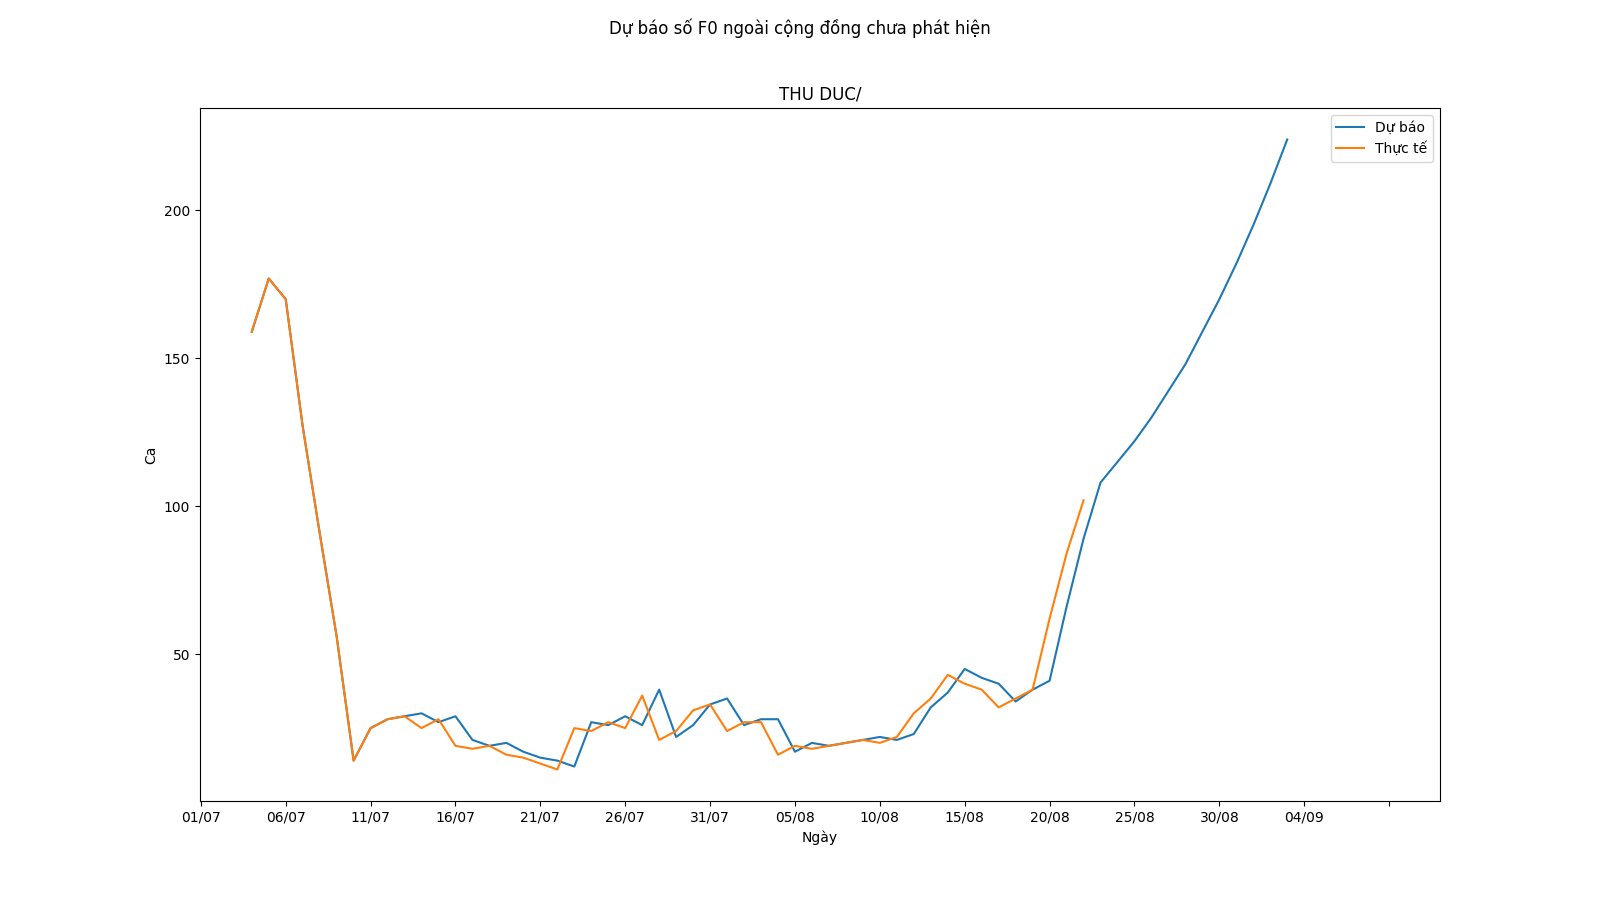 Dự báo số F0 ngoài cộng đồng chưa phát hiện
THU DUC/
Dự báo
Thực tế
200
150
100
50
Ca
01/07 06/07 11/07 16/07 21/07 26/07 31/07 05/08 10/08 15/08 20/08 25/08 30/08 04/09
Ngày